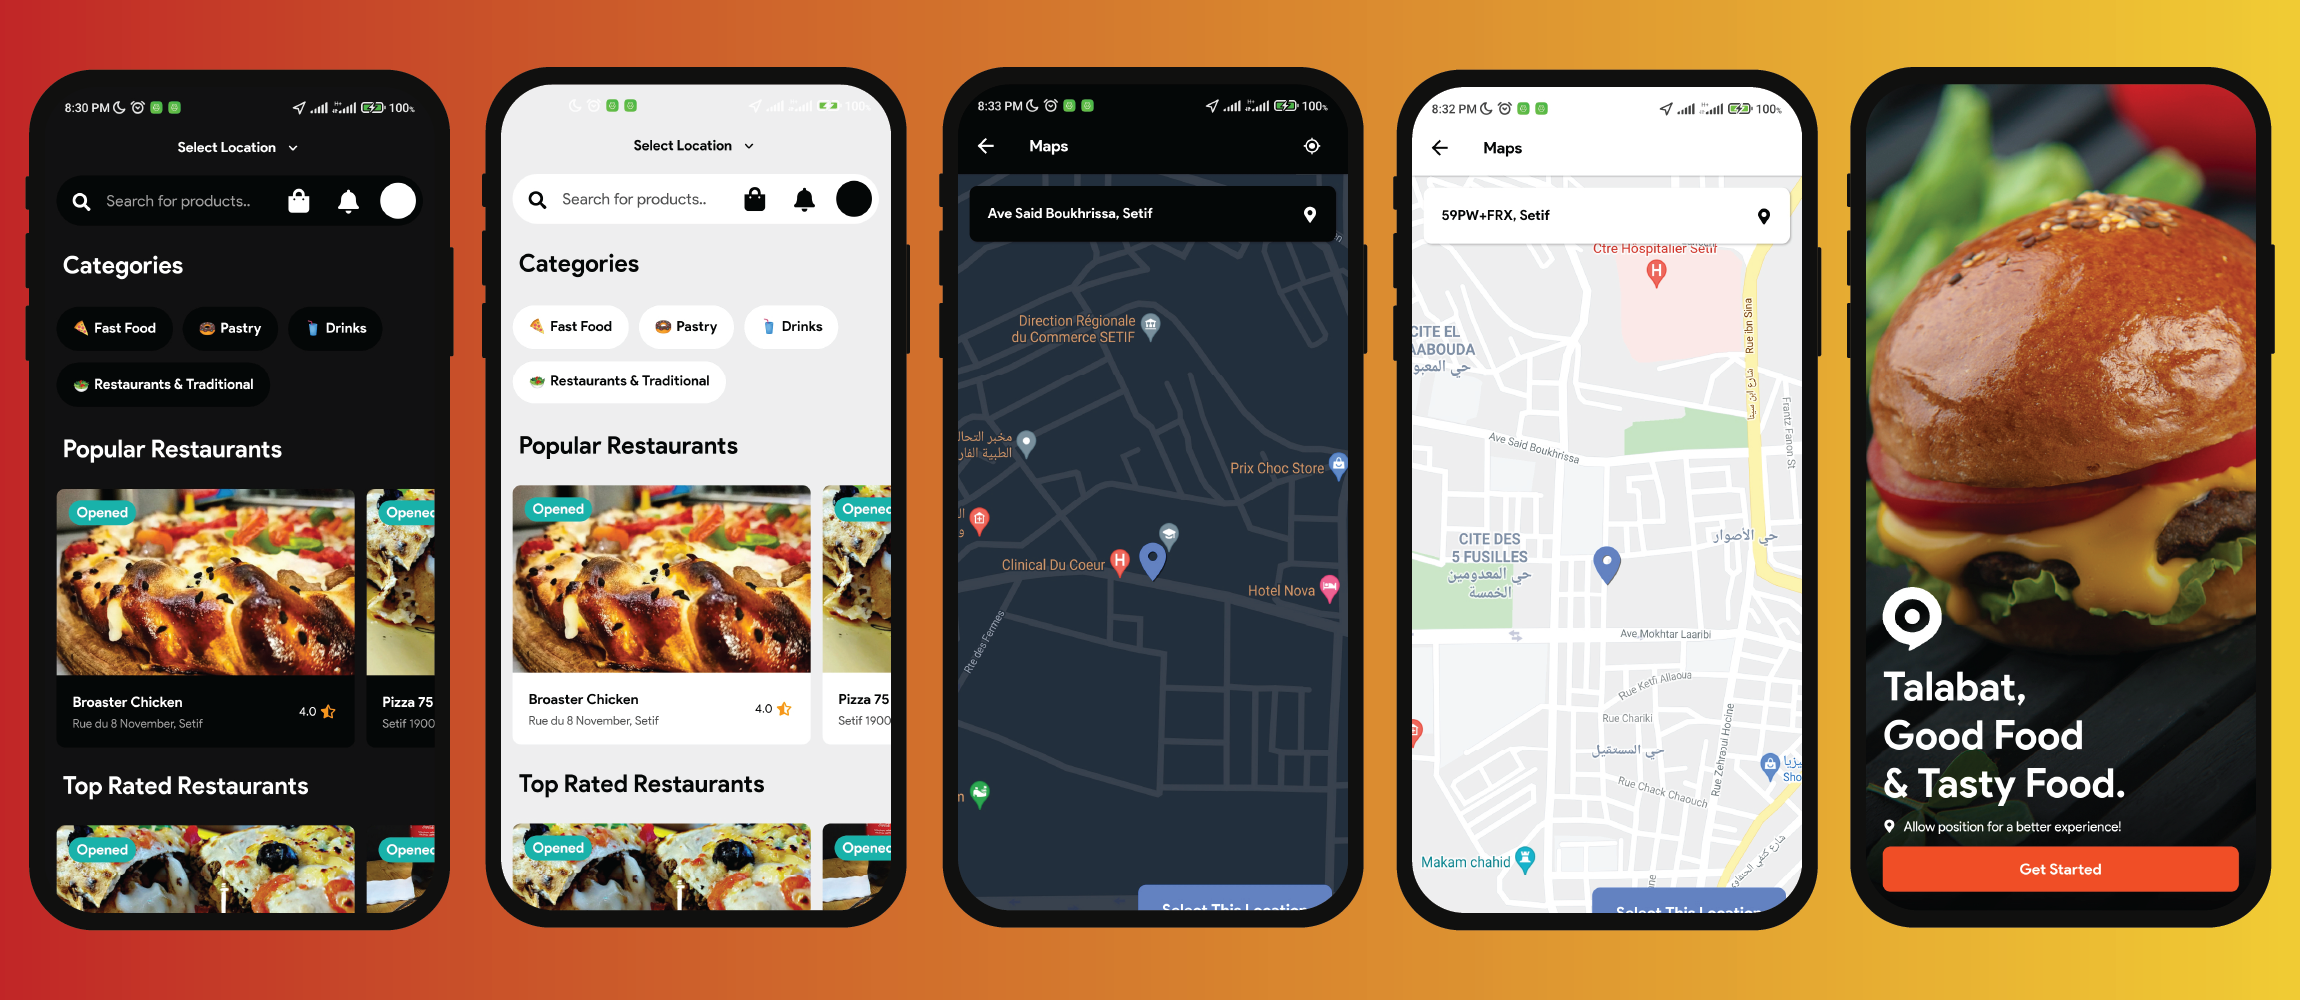 8:30 PM
100%
Select Location
Search for products..
Categories
Fast Food
Pastry
Drinks
Restaurants & Traditional
Popular Restaurants
Opened
Opened
Broaster Chicken
Rue du 8 November, Setif
4.0
Pizza 75
Setif 1900
Top Rated Restaurants
Opened
Opened
100
Select Location
Search for products..
Categories
Fast Food
Pastry
Drinks
Restaurants & Traditional
Popular Restaurants
Opened
Opened
Broaster Chicken
Rue du 8 November, Setif
4.0
Pizza 75
Setif 1900
Top Rated Restaurants
Opened
Opened
8:33 PM
100%
Maps
Ave Said Boukhrissa, Setif
Direction Régionale
du Commerce SETIF
مخبر التحال
الطبية الفار
Prix Choc Store
Clinical Du Coeur
H
Hotel Nova
Rte des Fermes
Select This Location
8:32 PM
100%
Maps
59PW+FRX, Setif
Ctre Hospitalier Setif
H
Rue ibn Sina
شارع ابن سينا
CITE EL
AABOUDA
حي المعبو
Frantz Fanon St
Ave Said Boukhrissa
CITE DES
5 FUSILLES
حي المعدومين
الخمسة
حي الأصوار
Ave Mokhtar Laaribi
Rue Ketfi Allaoua
Rue Chariki
حي المستقبل
Rue Zehraoui Hocine
Rue Chack Chaouch
Sho
Makam chahid
Select This Location
Talabat,
Good Food
& Tasty Food.
Allow position for a better experience!
Get Started